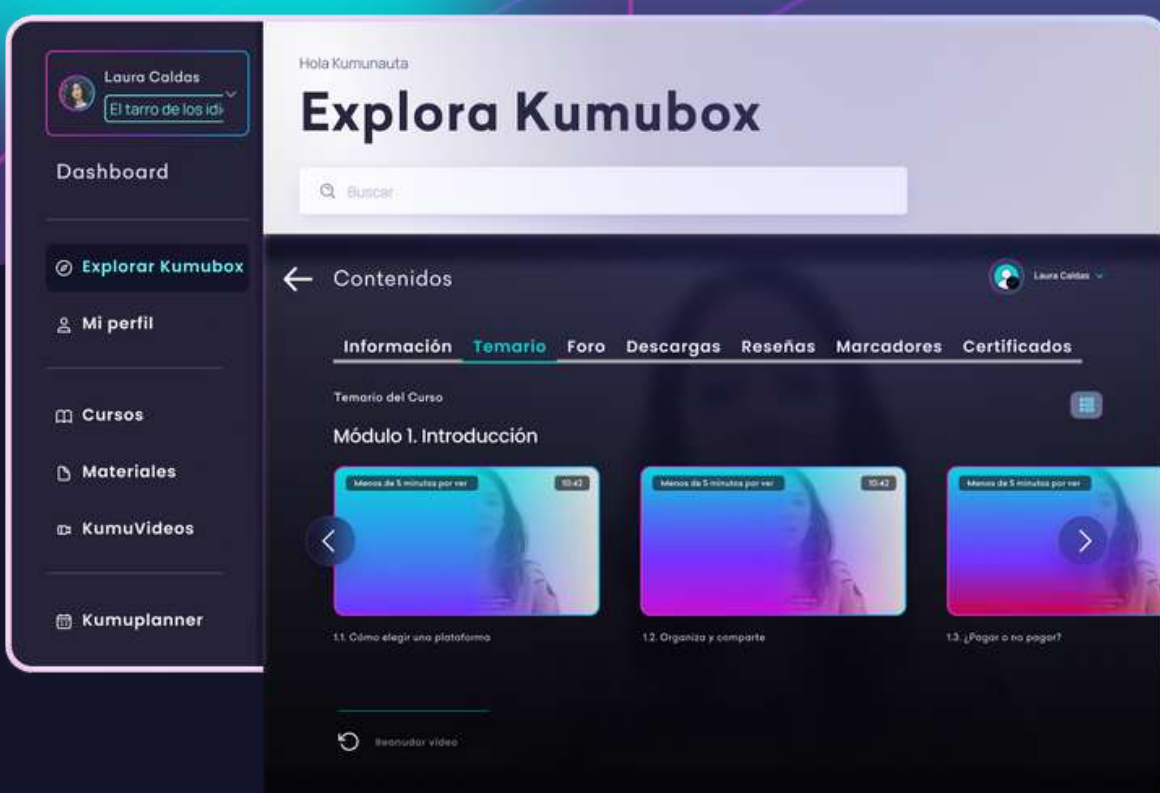 Laura Caldas
El tarro de los idi
Dashboard
Explorar Kumubox
Mi perfil
Cursos
Materiales
KumuVideos
Kumuplanner
Hola Kumunauta
Explora Kumubox
Buscar
Contenidos
Laura Caldas
Información Temario Foro Descargas Reseñas Marcadores Certificados
Temario del Curso
Módulo 1. Introducción
Menos de 5 minutos por ver 10:42 Menos de 5 minutos por ver 10:42 Menos de 5 minutos por ver
1.1. Cómo elegir una plataforma 1.2. Organiza y comparte 1.3. ¿Pagar o no pagar?
Reanudar vídeo